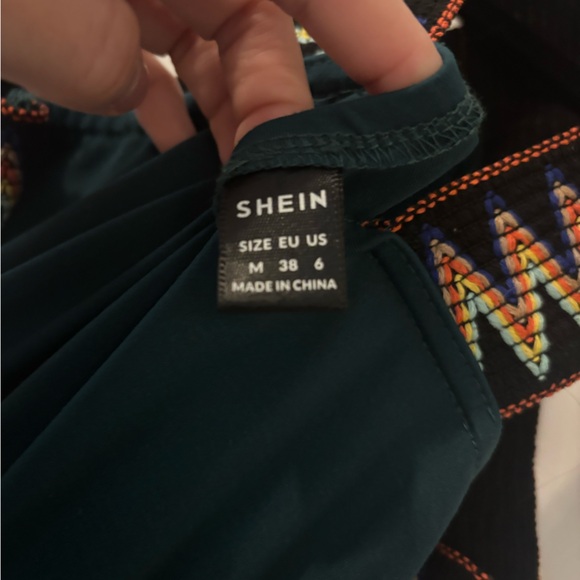 SHEIN
SIZE EU US
M 38 6
MADE IN CHINA